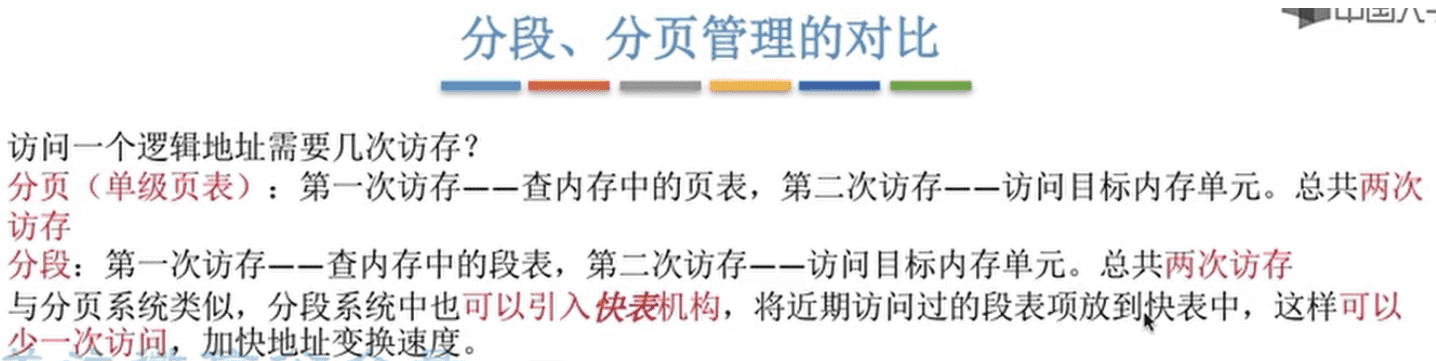 分段、分页管理的对比
访问一个逻辑地址需要几次访存？
分页（单级页表）：第一次访存——查内存中的页表，第二次访存——访问目标内存单元。总共两次
访存
分段：第一次访存——查内存中的段表，第二次访存——访问目标内存单元。总共两次访存
与分页系统类似，分段系统中也可以引入快表机构，将近期访问过的段表项放到快表中，这样可以
少一次访问，加快地址变换速度。